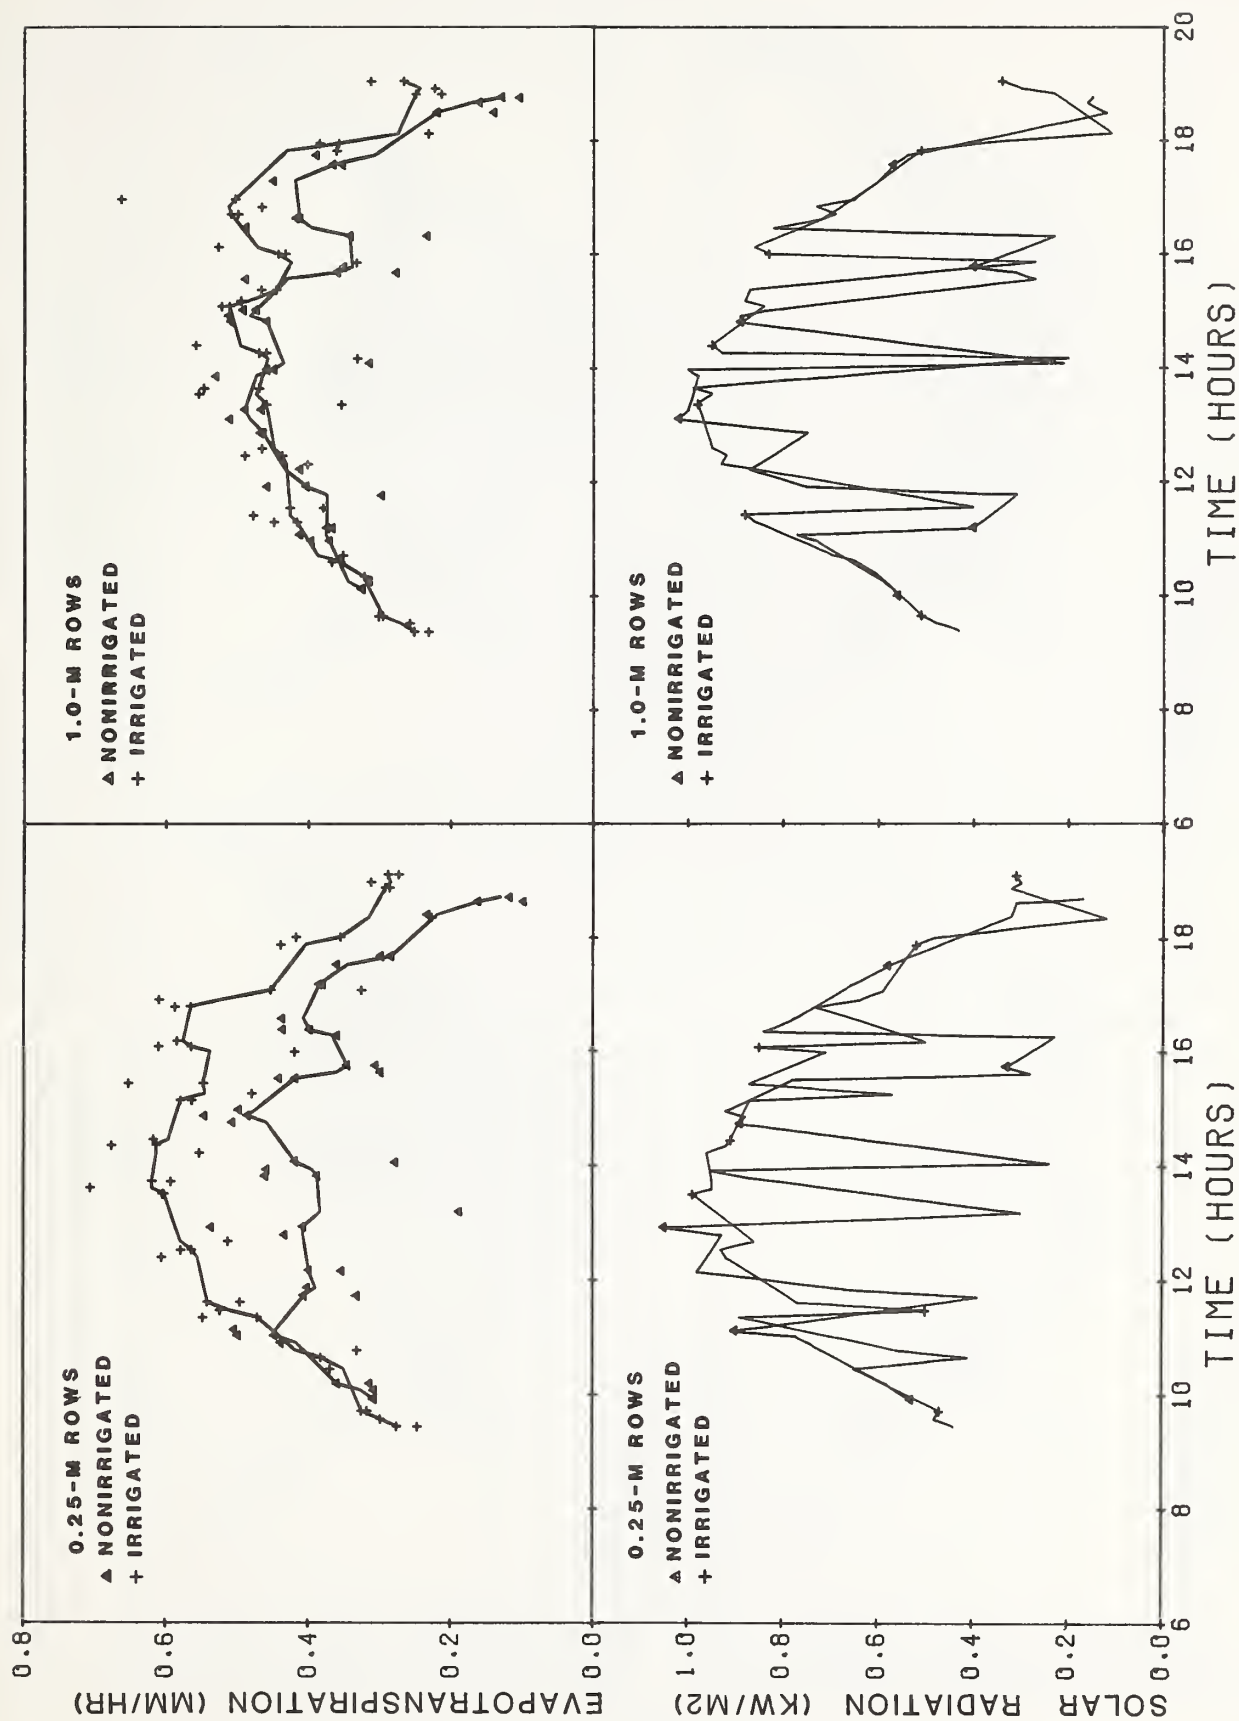 EVAPOTRANSPIRATION (MM/HR)
0.8
0.6
0.4
0.2
0.0
0.25-M ROWS
▲ NONIRRIGATED
+ IRRIGATED
1.0-M ROWS
▲ NONIRRIGATED
+ IRRIGATED
SOLAR RADIATION (KW/M2)
1.0
0.8
0.6
0.4
0.2
0.0
0.25-M ROWS
▲ NONIRRIGATED
+ IRRIGATED
1.0-M ROWS
▲ NONIRRIGATED
+ IRRIGATED
6 8 10 12 14 16 18
6 8 10 12 14 16 18 20
TIME (HOURS)
TIME (HOURS)